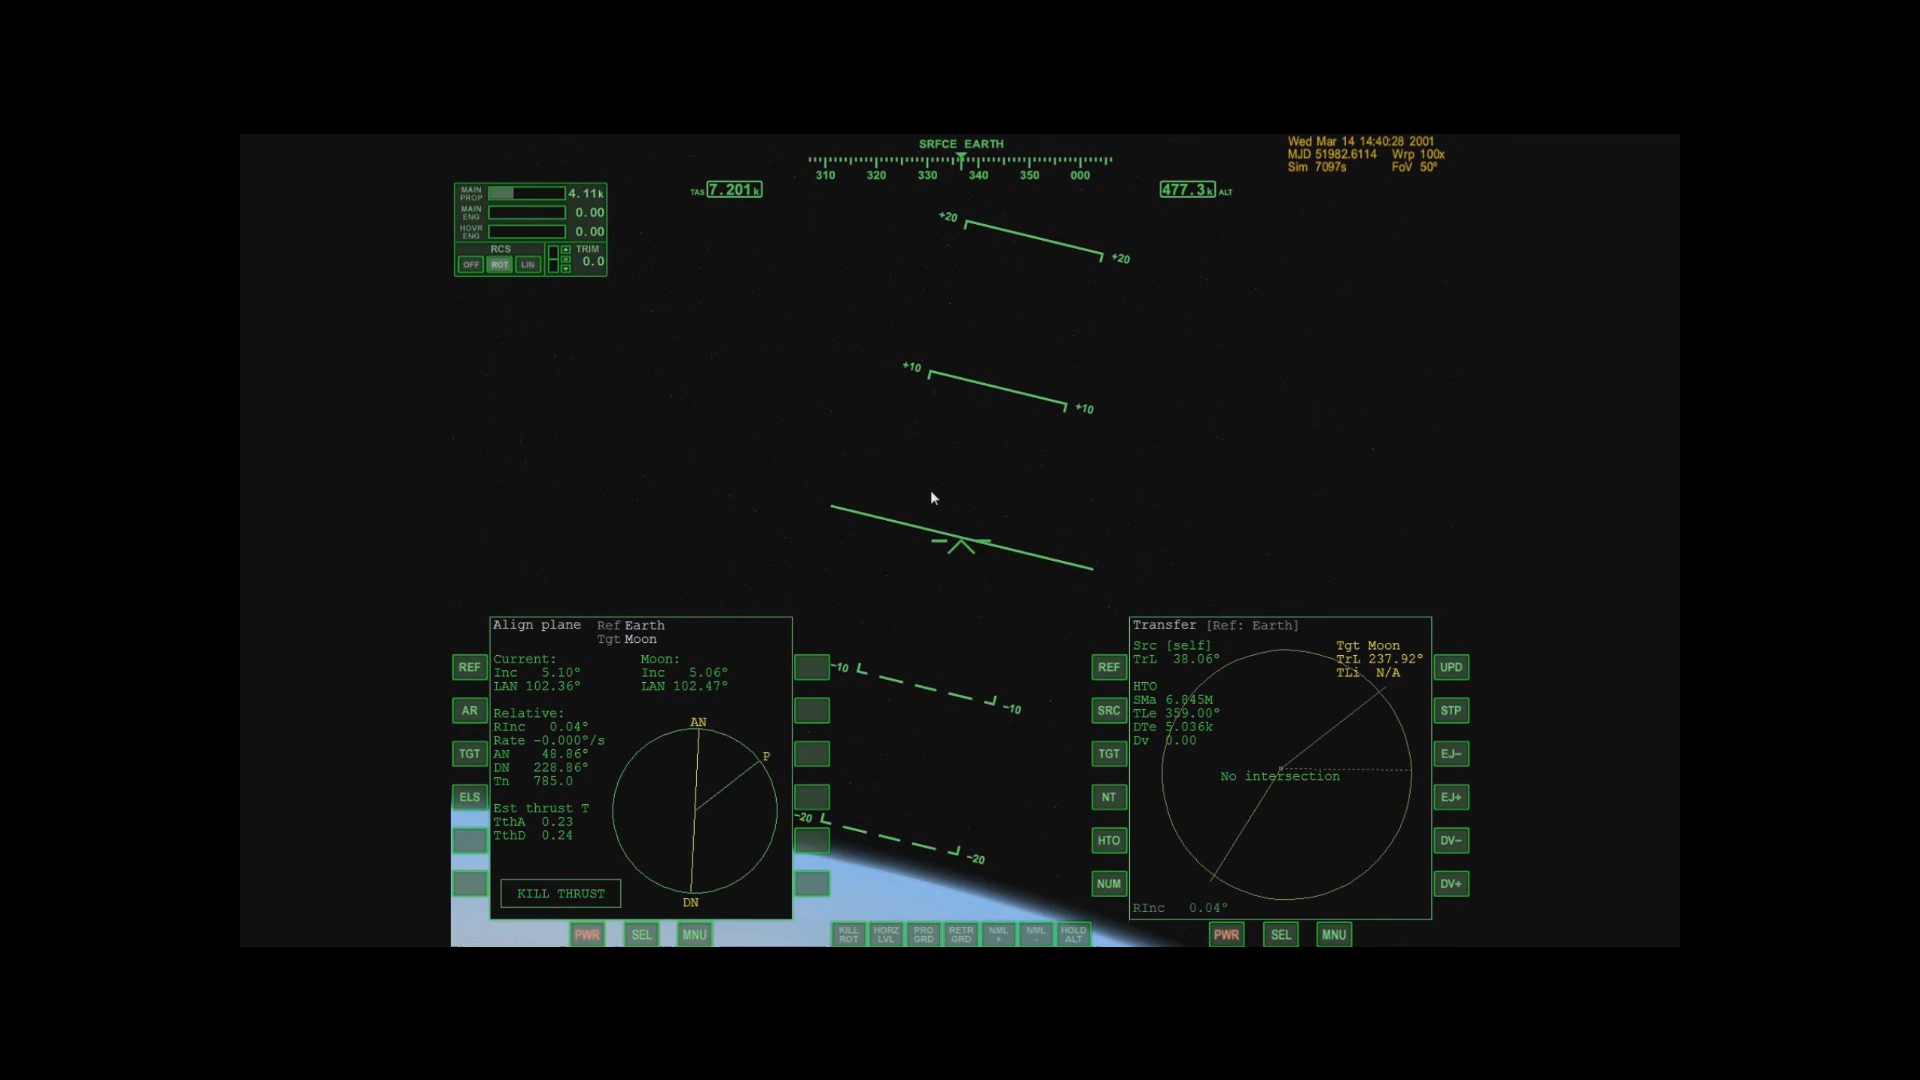 SRFCE EARTH
310 320 330 340 350 000
TAS 7.201k
477.3k ALT
Wed Mar 14 14:40:28 2001
MJD 51982.6114 Wrp 100x
Sim 7097s FoV 50°
MAIN PROP 4.11k
MAIN ENG 0.00
HOVR ENG 0.00
RCS TRIM
OFF ROT LIN 0.0
+20 +20
+10 +10
-10 -10
-20 -20
Align plane Ref Earth
Tgt Moon
Current: Moon:
Inc 5.10° Inc 5.06°
LAN 102.36° LAN 102.47°
Relative:
RInc 0.04°
Rate -0.000°/s
AN 48.86°
DN 228.86°
Tn 785.0
Est thrust T
TthA 0.23
TthD 0.24
KILL THRUST
AN
P
DN
REF
AR
TGT
ELS
PWR SEL MNU
KILL ROT
HORZ LVL
PRO GRD
RETR GRD
NML +
NML -
HOLD ALT
Transfer [Ref: Earth]
Src [self] Tgt Moon
TrL 38.06° TrL 237.92°
TLi N/A
HTO
SMa 6.845M
TLe 359.00°
DTe 5.036k
Dv 0.00
No intersection
RInc 0.04°
REF
SRC
TGT
NT
HTO
NUM
UPD
STP
EJ-
EJ+
DV-
DV+
PWR SEL MNU